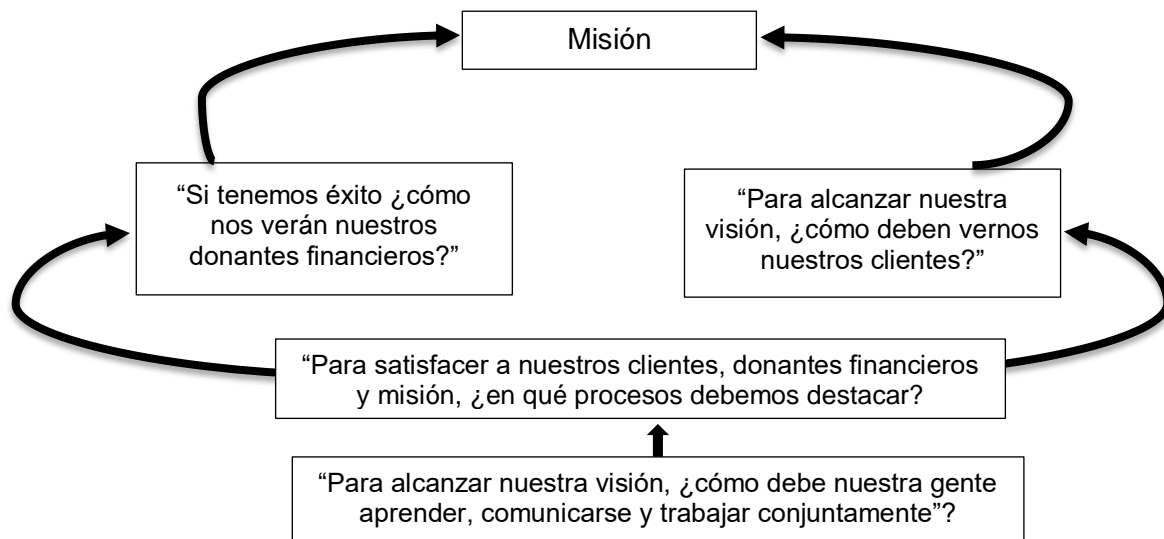 Misión
“Si tenemos éxito ¿cómo
nos verán nuestros
donantes financieros?”
“Para alcanzar nuestra
visión, ¿cómo deben vernos
nuestros clientes?”
“Para satisfacer a nuestros clientes, donantes financieros
y misión, ¿en qué procesos debemos destacar?
“Para alcanzar nuestra visión, ¿cómo debe nuestra gente
aprender, comunicarse y trabajar conjuntamente”?